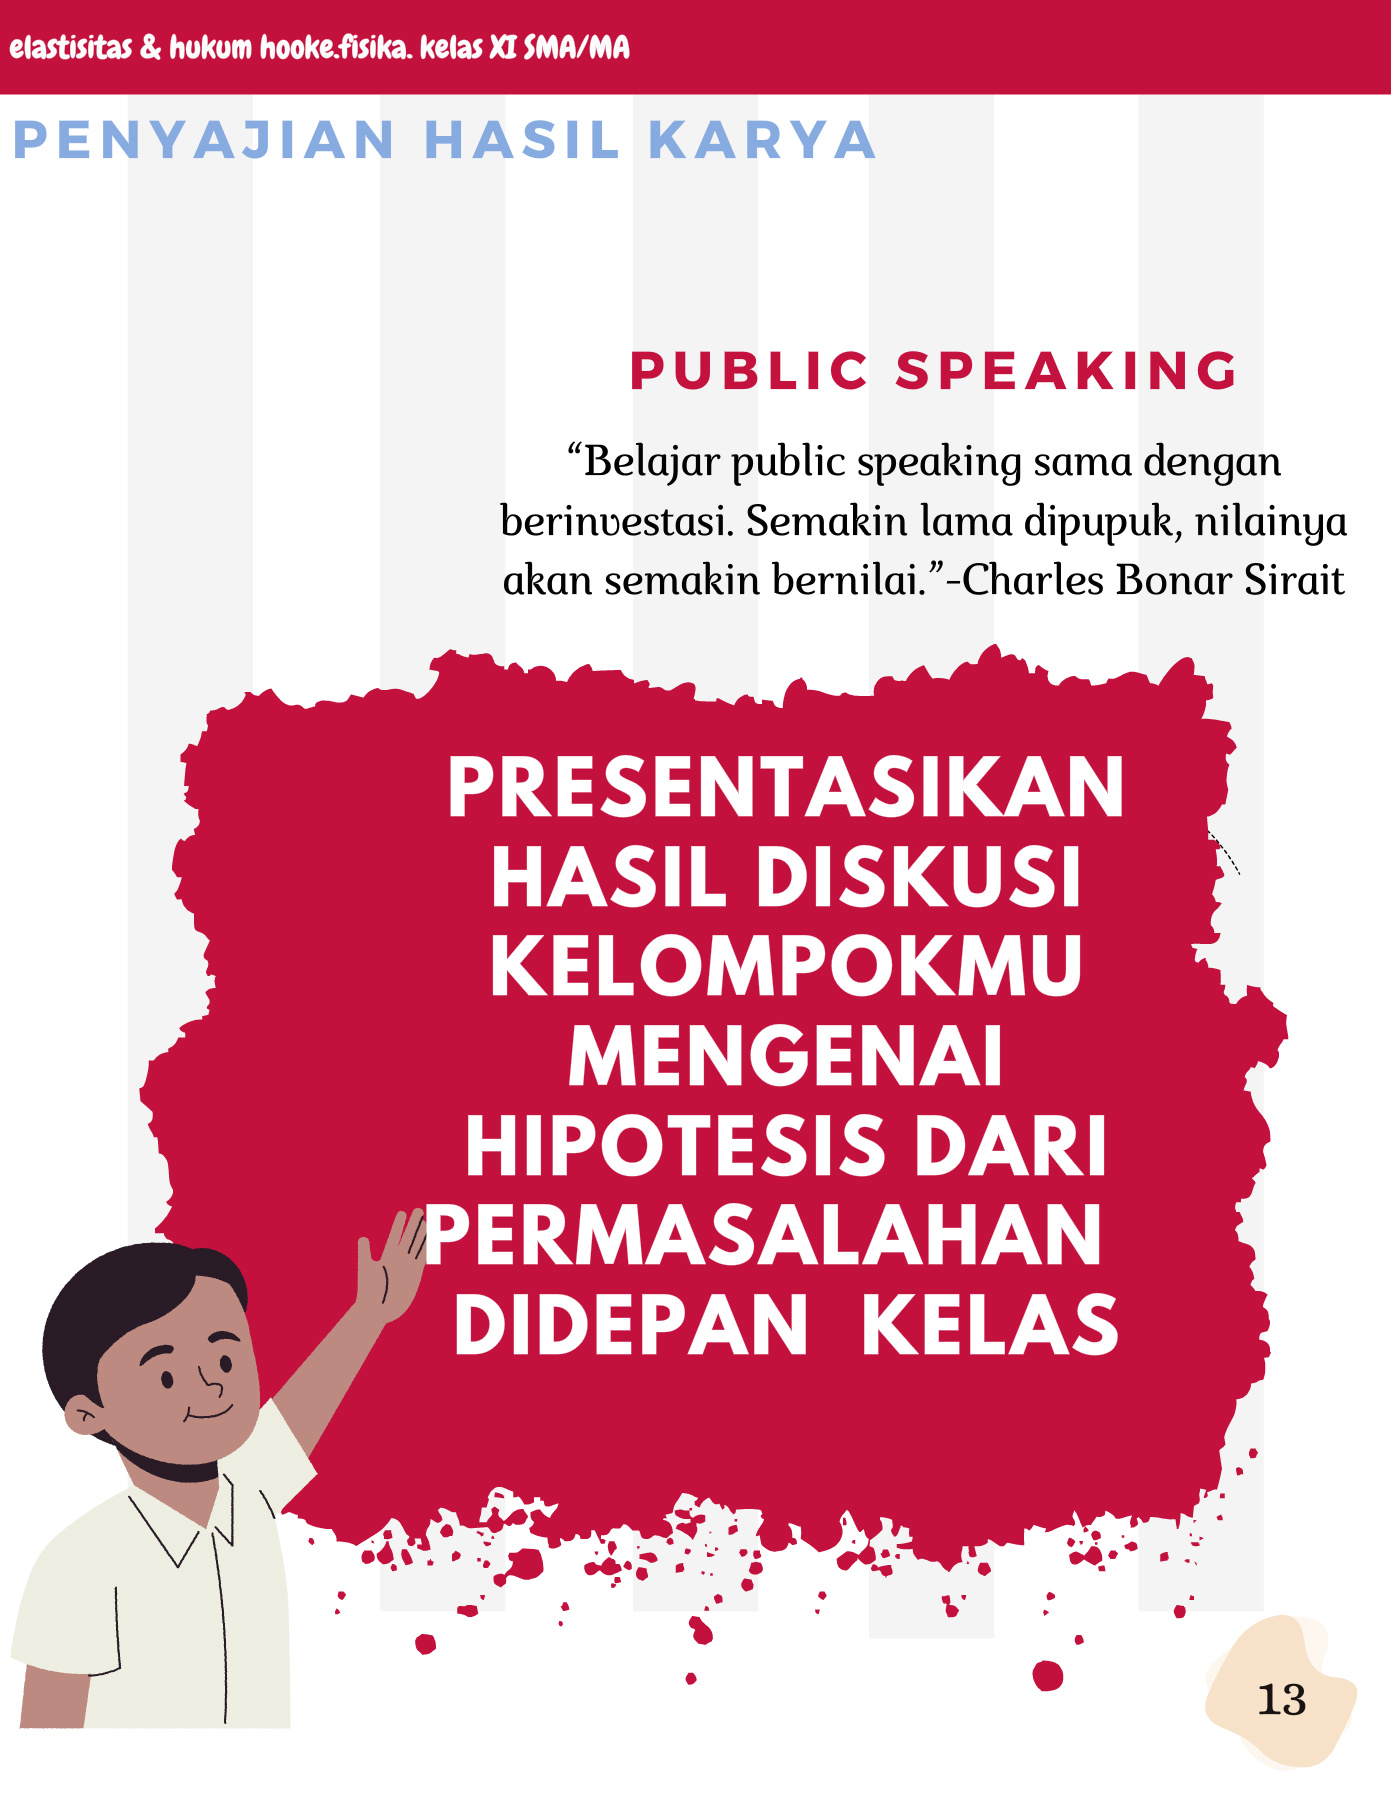 elastisitas & hukum hooke.fisika. kelas XI SMA/MA
PENYAJIAN HASIL KARYA
PUBLIC SPEAKING
“Belajar public speaking sama dengan
berinvestasi. Semakin lama dipupuk, nilainya
akan semakin bernilai.”-Charles Bonar Sirait
PRESENTASIKAN
HASIL DISKUSI
KELOMPOKMU
MENGENAI
HIPOTESIS DARI
PERMASALAHAN
DIDEPAN KELAS
13